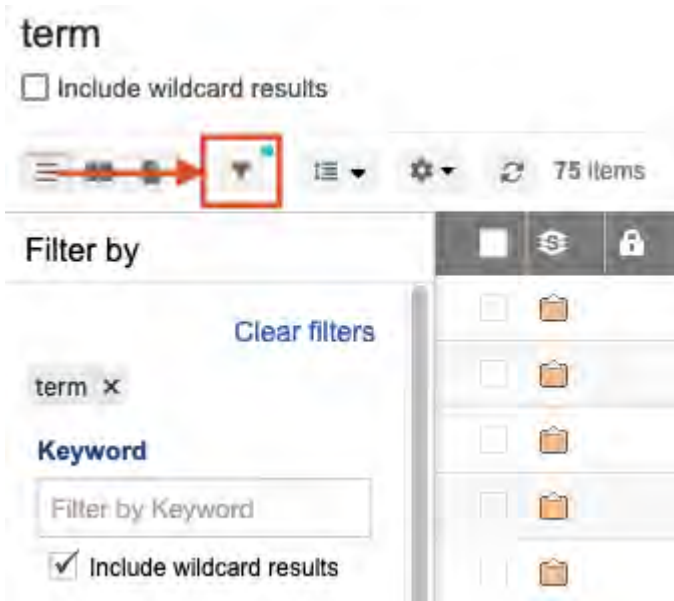 term
Include wildcard results
75 items
Filter by
Clear filters
term ×
Keyword
Filter by Keyword
Include wildcard results